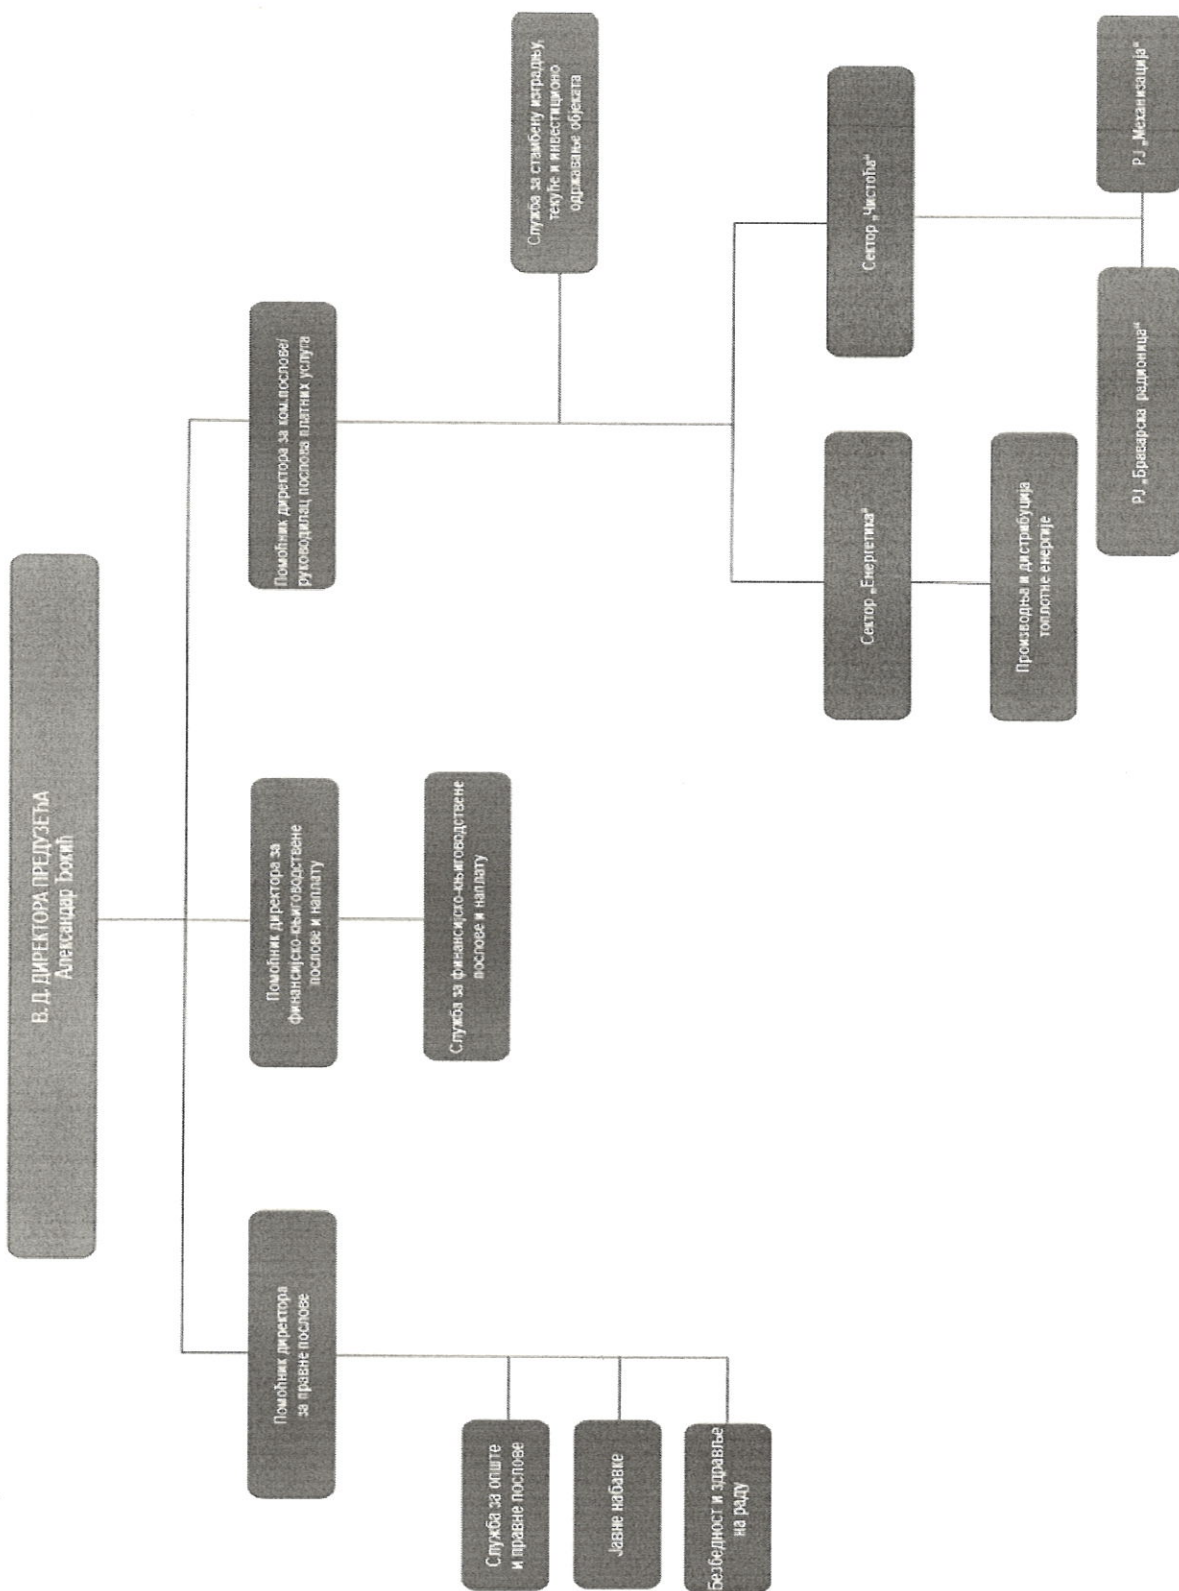 В. Д. ДИРЕКТОРА ПРЕДУЗЕЋА
Александар Ђокић
Помоћник директора
за правне послове
Помоћник директора за
финансијско-књиговодствене
послове и наплату
Помоћник директора за ком.послове/
руководилац послова платних услуга
Служба за опште
и правне послове
Јавне набавке
Безбедност и здравље
на раду
Служба за финансијско-књиговодствене
послове и наплату
Служба за стамбену изградњу,
текуће и инвестиционо
одржавање објеката
Сектор „Енергетика“
Сектор „Чистоћа“
Производња и дистрибуција
топлотне енергије
РЈ „Браварска радионица“
РЈ „Механизација“